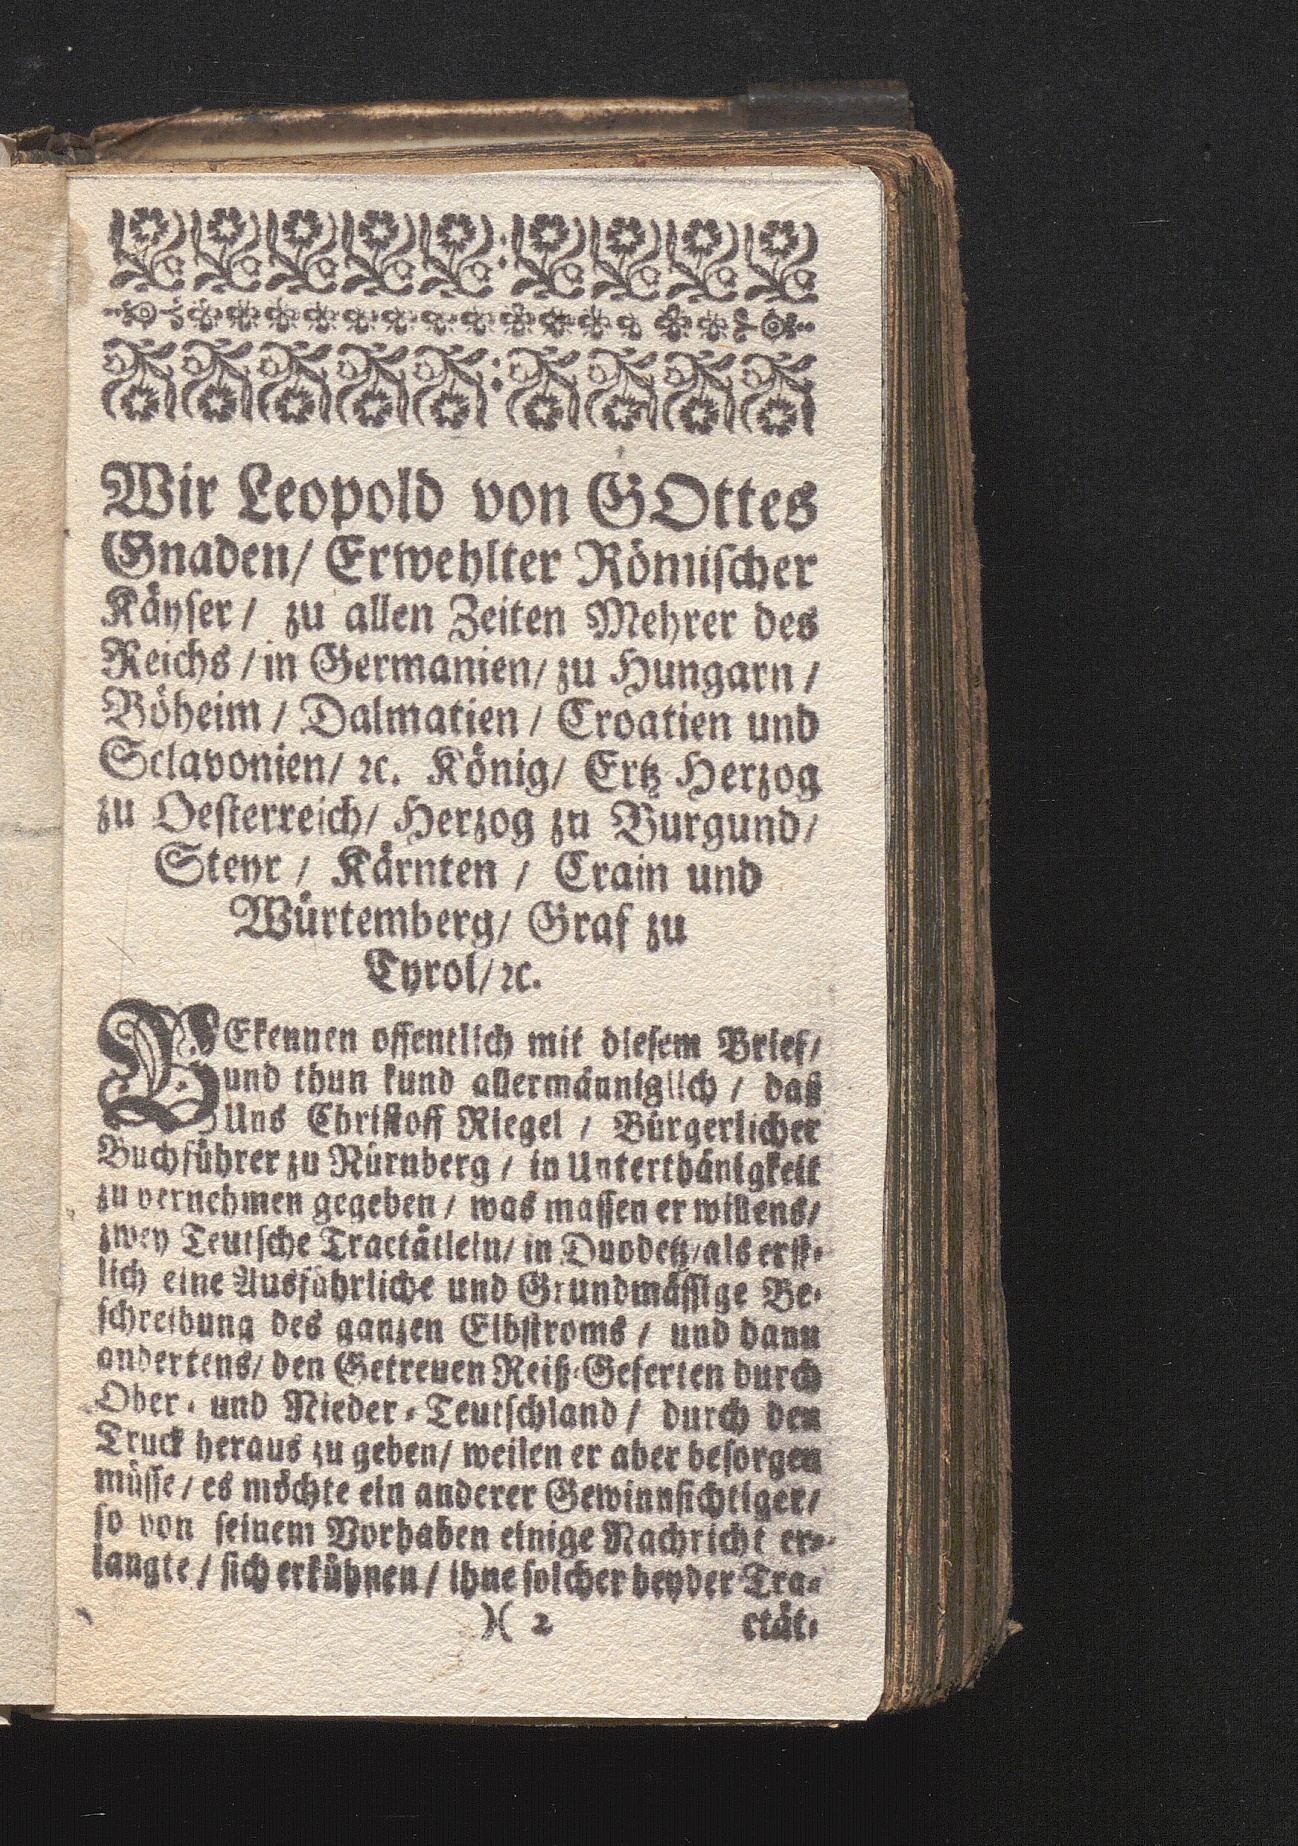 Wir Leopold von GOttes
Gnaden/ Erwehlter Römischer
Käyser/ zu allen Zeiten Mehrer des
Reichs/in Germanien/ zu Hungarn/
Böheim/ Dalmatien/ Croatien und
Sclavonien/ ꝛc. König/ Ertz Herzog
zu Oesterreich/ Herzog zu Burgund/
Steyr/ Kärnten/ Crain und
Würtemberg/ Graf zu
Tyrol/ꝛc.
BEkennen offentlich mit diesem Brief/
und thun kund allermänniglich/ daß
Uns Christoff Riegel/ Bürgerlicher
Buchführer zu Nürnberg/ in Unterthänigkeit
zu vernehmen gegeben/ was massen er willens/
zwey Teutsche Tractätlein/ in Duodetz/als erst-
lich eine Ausführliche und Grundmässige Be-
schreibung des ganzen Elbstroms/ und dann
andertens/ den Getreuen Reiß-Geferten durch
Ober- und Nieder-Teutschland/ durch den
Truck heraus zu geben/ weilen er aber besorgen
müsse/ es möchte ein anderer Gewinnsichtiger/
so von seinem Vorhaben einige Nachricht er-
langte/ sich erkühnen/ ihne solcher beyder Tra-
)( 2 ctät-